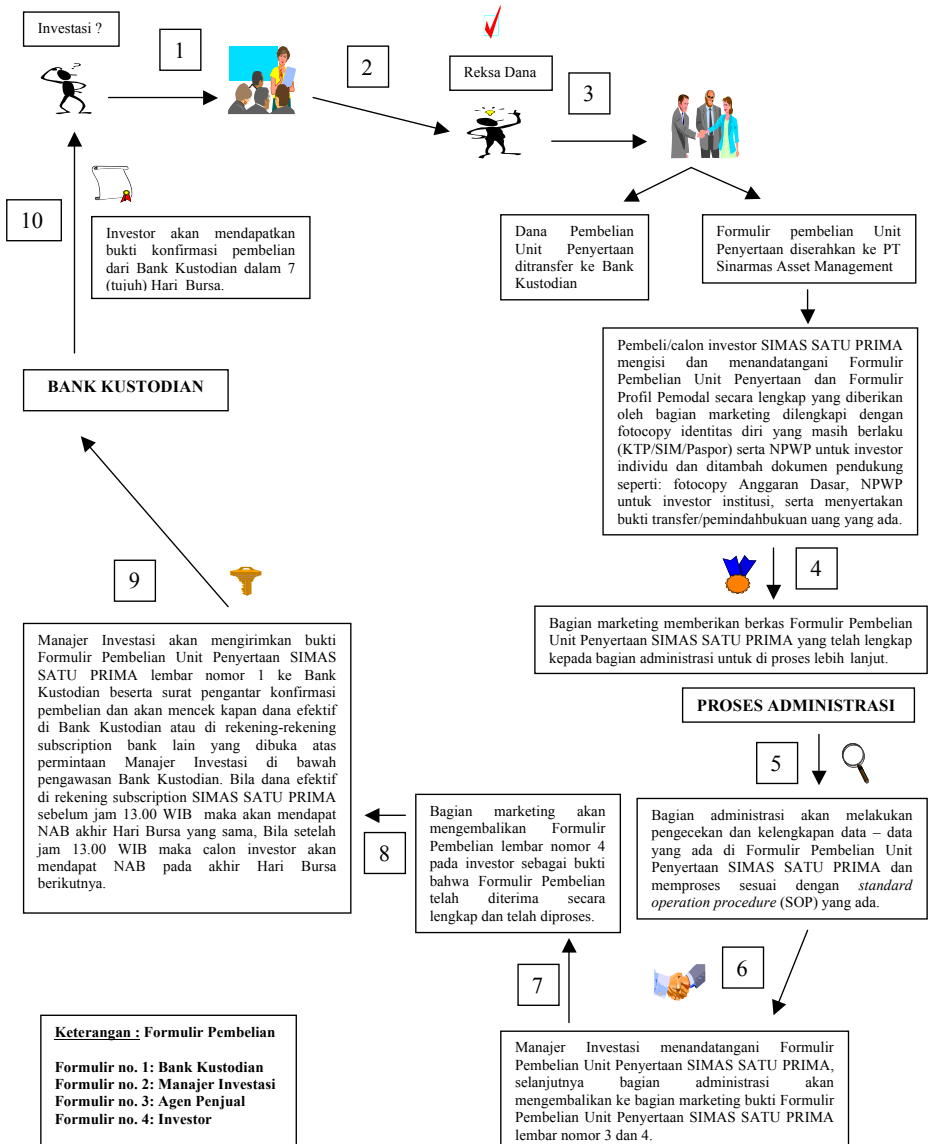 Investasi ?
1
2
Reksa Dana
3
Dana Pembelian
Unit Penyertaan
ditransfer ke Bank
Kustodian
Formulir pembelian Unit
Penyertaan diserahkan ke PT
Sinarmas Asset Management
Pembeli/calon investor SIMAS SATU PRIMA
mengisi dan menandatangani Formulir
Pembelian Unit Penyertaan dan Formulir
Profil Pemodal secara lengkap yang diberikan
oleh bagian marketing dilengkapi dengan
fotocopy identitas diri yang masih berlaku
(KTP/SIM/Paspor) serta NPWP untuk investor
individu dan ditambah dokumen pendukung
seperti: fotocopy Anggaran Dasar, NPWP
untuk investor institusi, serta menyertakan
bukti transfer/pemindahbukuan uang yang ada.
4
Bagian marketing memberikan berkas Formulir Pembelian
Unit Penyertaan SIMAS SATU PRIMA yang telah lengkap
kepada bagian administrasi untuk di proses lebih lanjut.
PROSES ADMINISTRASI
5
Bagian administrasi akan melakukan
pengecekan dan kelengkapan data – data
yang ada di Formulir Pembelian Unit
Penyertaan SIMAS SATU PRIMA dan
memproses sesuai dengan standard
operation procedure (SOP) yang ada.
6
Manajer Investasi menandatangani Formulir
Pembelian Unit Penyertaan SIMAS SATU PRIMA,
selanjutnya bagian administrasi akan
mengembalikan ke bagian marketing bukti Formulir
Pembelian Unit Penyertaan SIMAS SATU PRIMA
lembar nomor 3 dan 4.
7
Bagian marketing akan
mengembalikan Formulir
Pembelian lembar nomor 4
pada investor sebagai bukti
bahwa Formulir Pembelian
telah diterima secara
lengkap dan telah diproses.
8
Manajer Investasi akan mengirimkan bukti
Formulir Pembelian Unit Penyertaan SIMAS
SATU PRIMA lembar nomor 1 ke Bank
Kustodian beserta surat pengantar konfirmasi
pembelian dan akan mencek kapan dana efektif
di Bank Kustodian atau di rekening-rekening
subscription bank lain yang dibuka atas
permintaan Manajer Investasi di bawah
pengawasan Bank Kustodian. Bila dana efektif
di rekening subscription SIMAS SATU PRIMA
sebelum jam 13.00 WIB maka akan mendapat
NAB akhir Hari Bursa yang sama, Bila setelah
jam 13.00 WIB maka calon investor akan
mendapat NAB pada akhir Hari Bursa
berikutnya.
9
BANK KUSTODIAN
10
Investor akan mendapatkan
bukti konfirmasi pembelian
dari Bank Kustodian dalam 7
(tujuh) Hari Bursa.
Keterangan : Formulir Pembelian
Formulir no. 1: Bank Kustodian
Formulir no. 2: Manajer Investasi
Formulir no. 3: Agen Penjual
Formulir no. 4: Investor